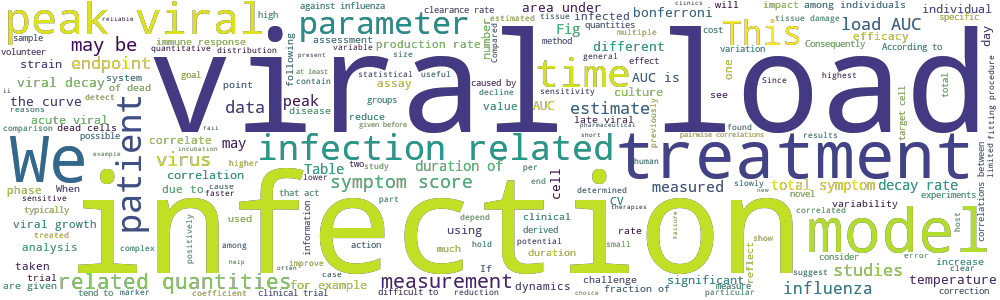 sample peak viral high clearance rate against influenza area under bonferroni impact among individuals individual
reliable estimated tissue infected cost tissue damage will specific
volunteer may be immune response assessment parameter Fig load AUC Consequently
strain endpoint quantitative distribution production rate number different This efficacy According to day
viral decay system of dead following present variable method multiple clinics
goal at least contain Compared general effect variation
the curve point statistical useful time AUC is one Since highest
acute viral data peak size decline caused by sensitivity
ii reasons detect disease assay culture see total
comparison dead cells groups value AUC estimate late viral
possible may reduce given before viral load
We patient correlate fail infection related short pharmaceutical previously pairwise correlations found treatment target cell
example virus higher Table two study results limited fitting procedure
incubation human
phase When correlation lower duration of per cell determined measured slowly total symptom decay rate
sensitive due to cause faster symptom score end CV therapies variability novel new experiments
typically that act part infection correlated
viral growth used information derived clinical rate failure model host correlations between
treated positively among using depend potential small reflect show error
analysis complex action much hold duration consider
taken help improve case If challenge significant measure suggest studies increase
trial often measurement dynamics fraction of particular influenza clear temperature
related quantities for example
are given tend to marker coefficient clinical trial difficult to reduction choice correction